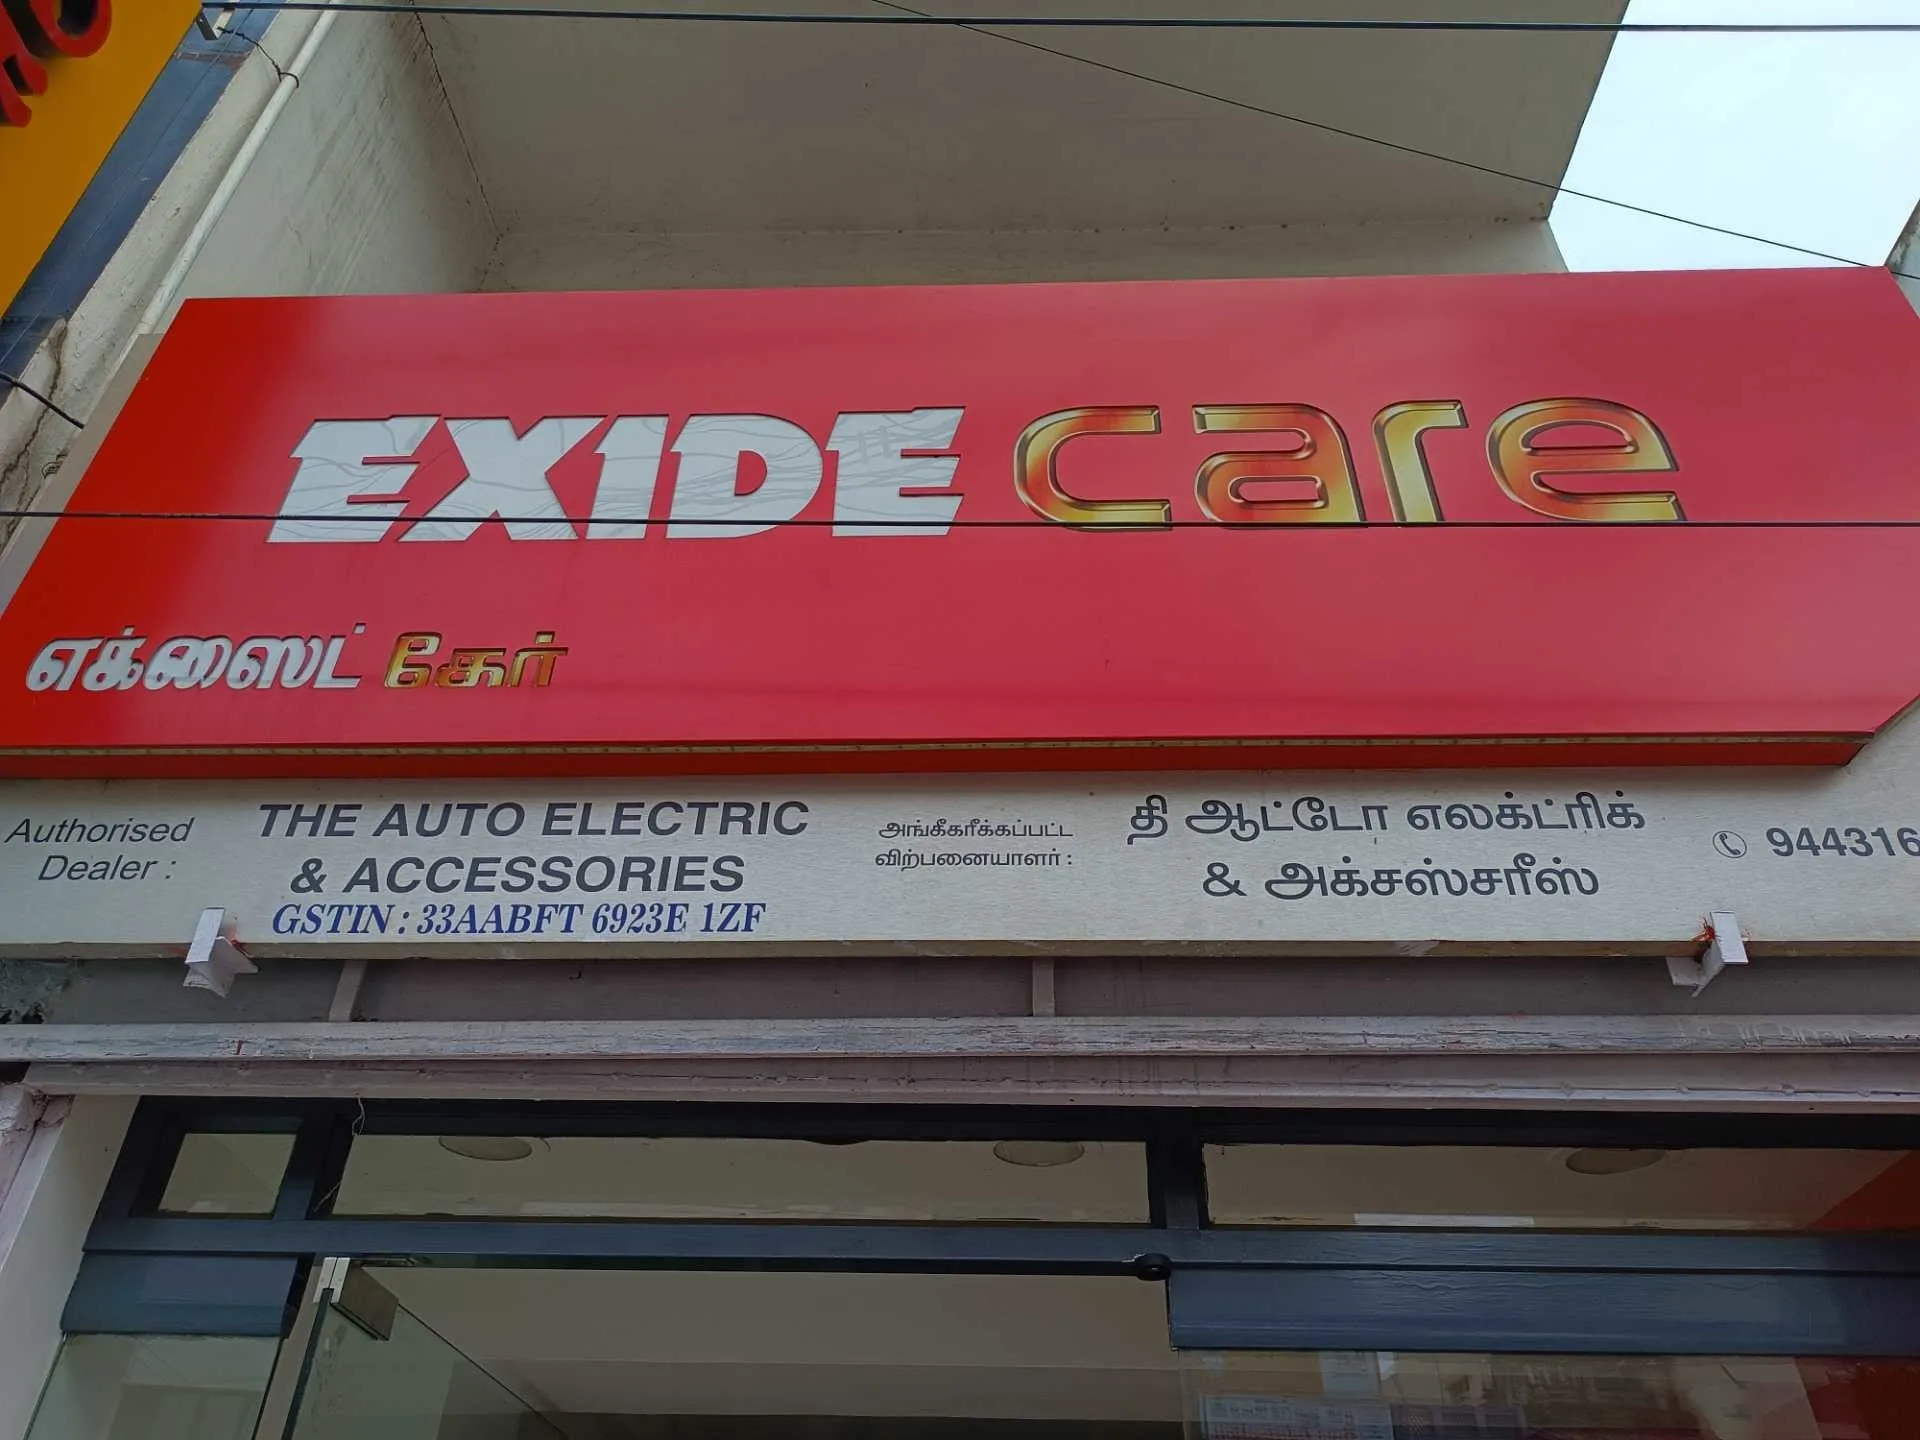 EXIDE care
எக்ஸைட் கேர்
Authorised
Dealer :
THE AUTO ELECTRIC
& ACCESSORIES
GSTIN : 33AABFT 6923E 1ZF
அங்கீகரீக்கப்பட்ட
விற்பனையாளர் :
தி ஆட்டோ எலக்ட்ரிக்
& அக்சஸ்சரீஸ்
944316